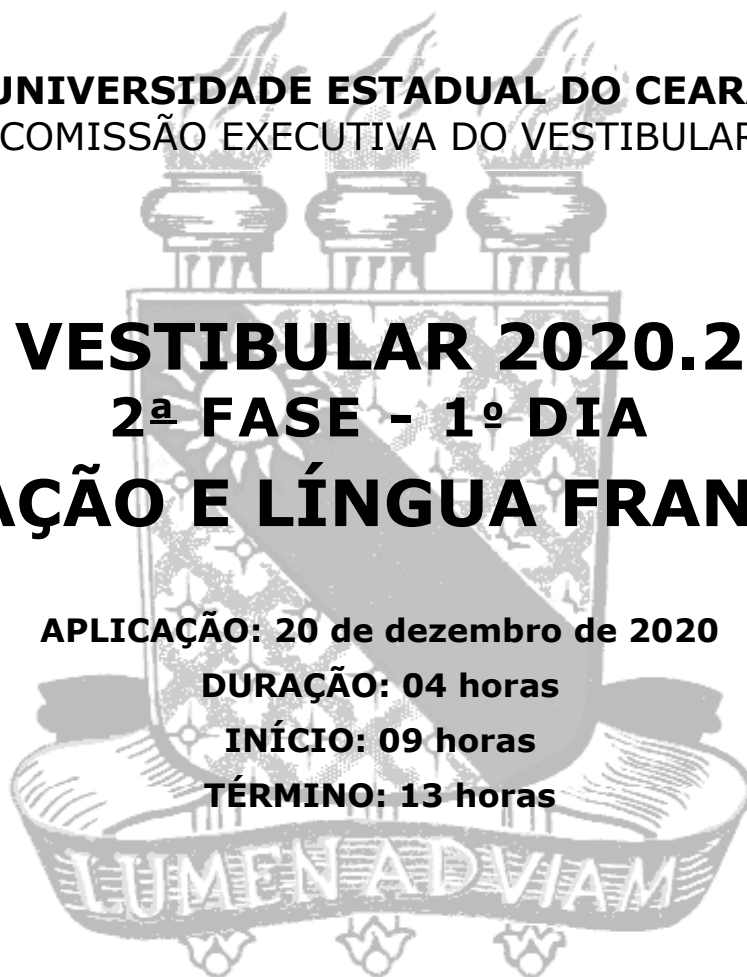 UNIVERSIDADE ESTADUAL DO CEAR
COMISSÃO EXECUTIVA DO VESTIBULAR
VESTIBULAR 2020.2
2ª FASE - 1º DIA
AÇÃO E LÍNGUA FRAN
APLICAÇÃO: 20 de dezembro de 2020
DURAÇÃO: 04 horas
INÍCIO: 09 horas
TÉRMINO: 13 horas
LUMEN AD VIAM